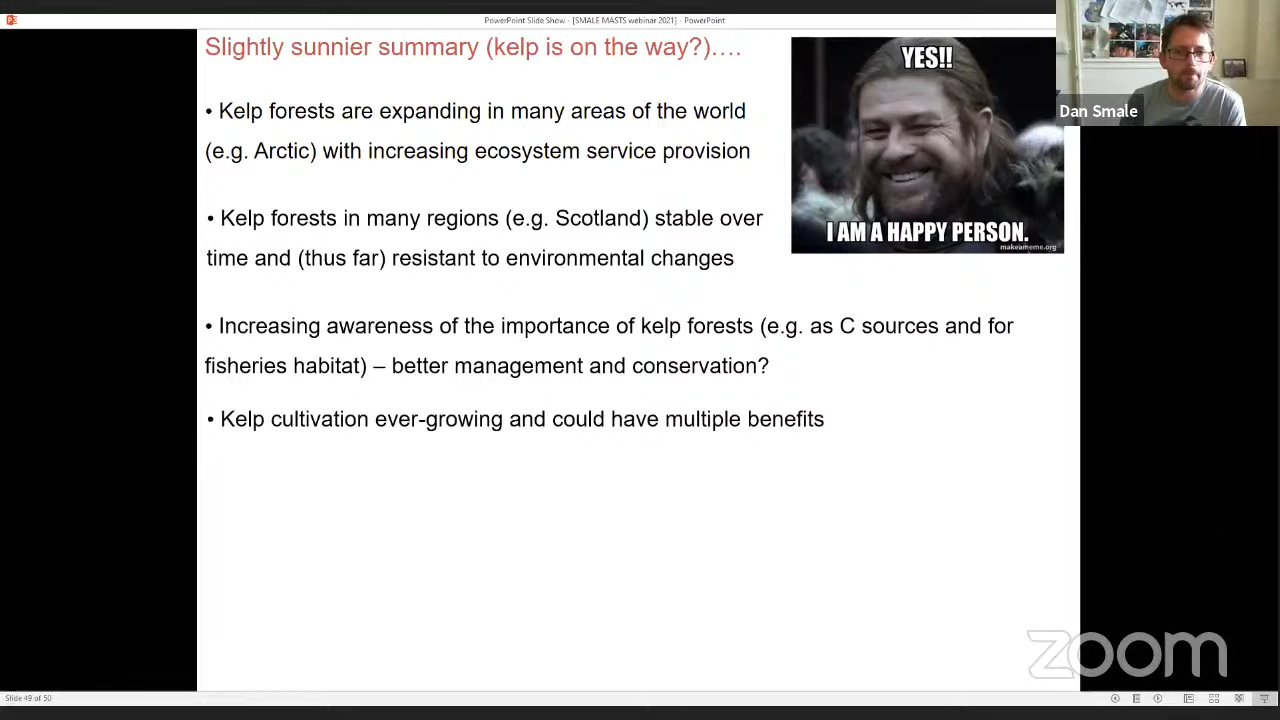 PowerPoint Slide Show - [SMALE MASTS webinar 2021] - PowerPoint
Slightly sunnier summary (kelp is on the way?)….
YES!!
Dan Smale
• Kelp forests are expanding in many areas of the world
(e.g. Arctic) with increasing ecosystem service provision
• Kelp forests in many regions (e.g. Scotland) stable over
time and (thus far) resistant to environmental changes
I AM A HAPPY PERSON.
makeameme.org
• Increasing awareness of the importance of kelp forests (e.g. as C sources and for
fisheries habitat) – better management and conservation?
• Kelp cultivation ever-growing and could have multiple benefits
zoom
Slide 49 of 50